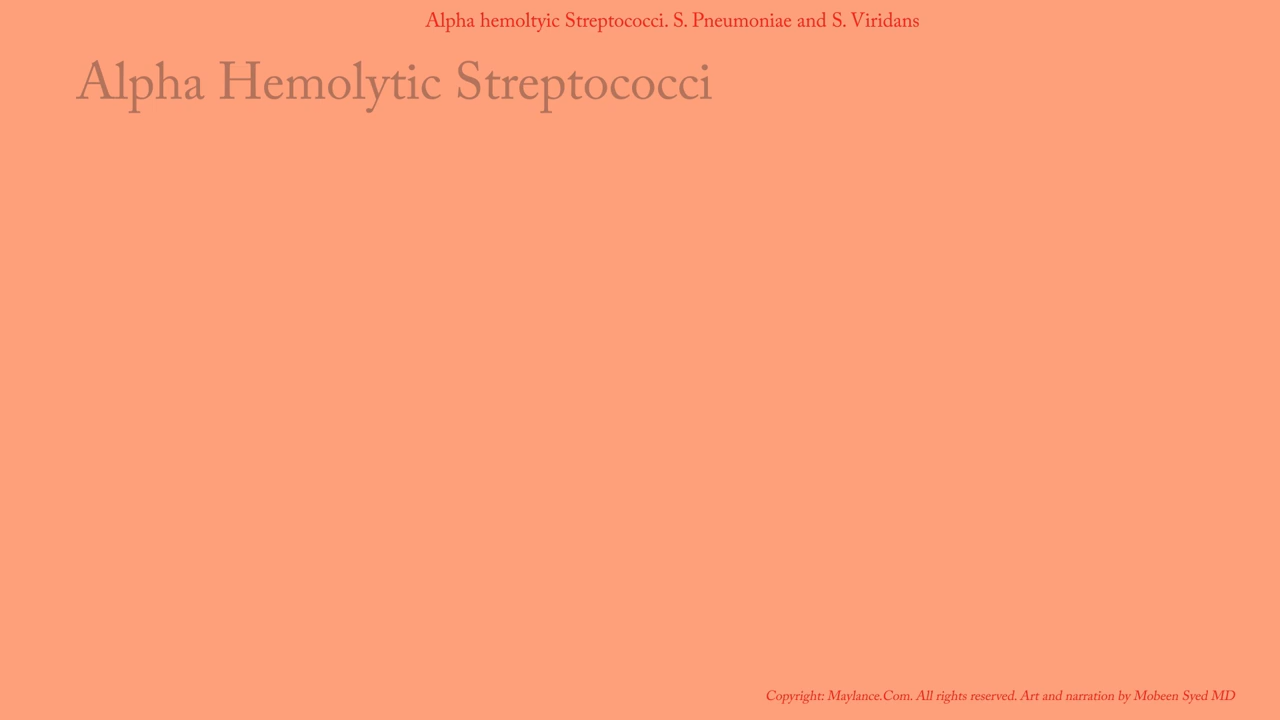 Alpha hemoltyic Streptococci. S. Pneumoniae and S. Viridans
Alpha Hemolytic Streptococci
Copyright: Maylance.Com. All rights reserved. Art and narration by Mobeen Syed MD